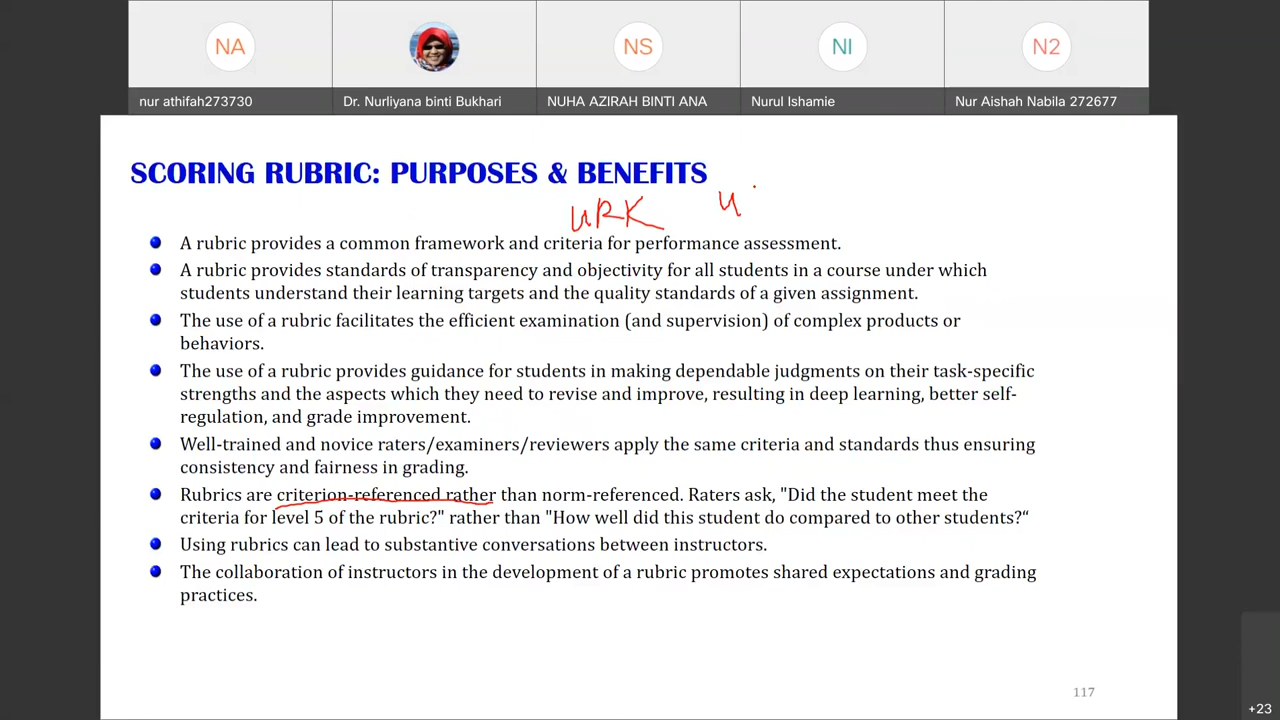 NA
NS
NI
N2
nur athifah273730
Dr. Nurliyana binti Bukhari
NUHA AZIRAH BINTI ANA
Nurul Ishamie
Nur Aishah Nabila 272677
SCORING RUBRIC: PURPOSES & BENEFITS
URK
U
A rubric provides a common framework and criteria for performance assessment.
A rubric provides standards of transparency and objectivity for all students in a course under which
students understand their learning targets and the quality standards of a given assignment.
The use of a rubric facilitates the efficient examination (and supervision) of complex products or
behaviors.
The use of a rubric provides guidance for students in making dependable judgments on their task-specific
strengths and the aspects which they need to revise and improve, resulting in deep learning, better self-
regulation, and grade improvement.
Well-trained and novice raters/examiners/reviewers apply the same criteria and standards thus ensuring
consistency and fairness in grading.
Rubrics are criterion-referenced rather than norm-referenced. Raters ask, "Did the student meet the
criteria for level 5 of the rubric?" rather than "How well did this student do compared to other students?“
Using rubrics can lead to substantive conversations between instructors.
The collaboration of instructors in the development of a rubric promotes shared expectations and grading
practices.
117
+23